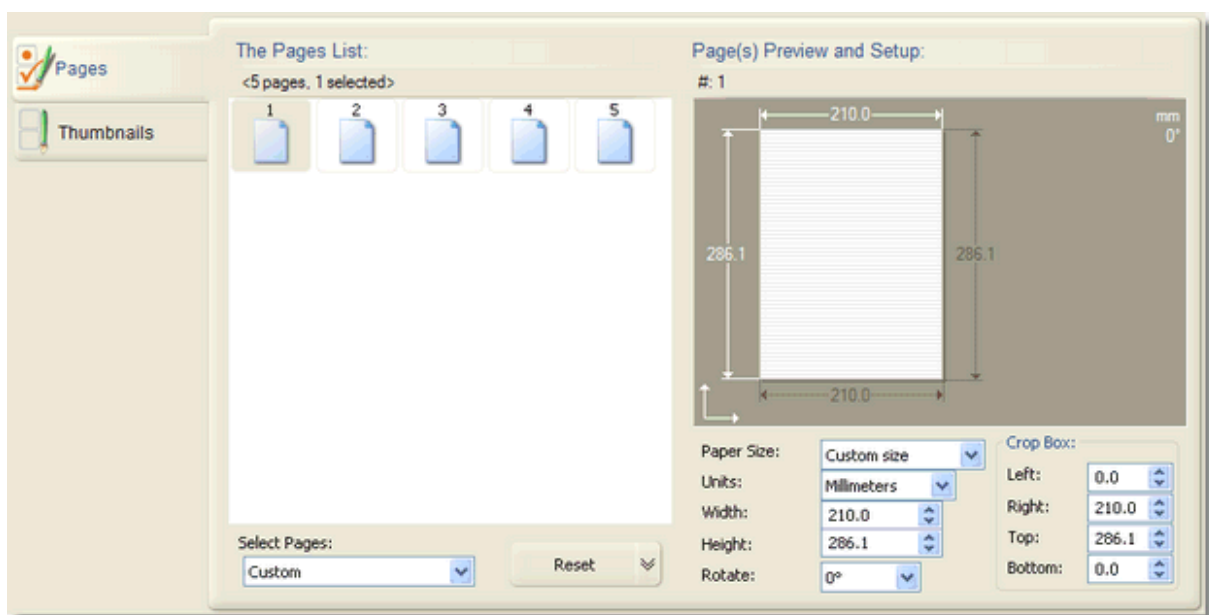 Pages
Thumbnails
The Pages List:
<5 pages, 1 selected>
1 2 3 4 5
Select Pages:
Custom
Reset
Page(s) Preview and Setup:
#: 1
210.0
mm
0°
286.1
286.1
210.0
Paper Size: Custom size
Units: Millimeters
Width: 210.0
Height: 286.1
Rotate: 0°
Crop Box:
Left: 0.0
Right: 210.0
Top: 286.1
Bottom: 0.0